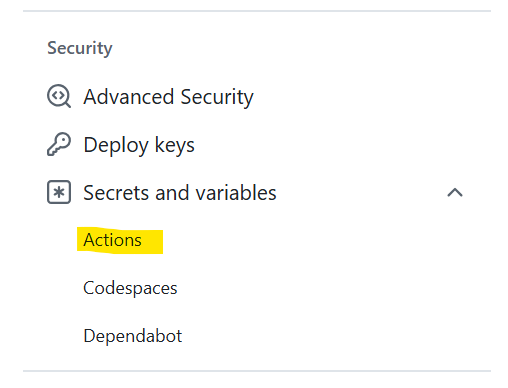 Security
Advanced Security
Deploy keys
Secrets and variables
Actions
Codespaces
Dependabot